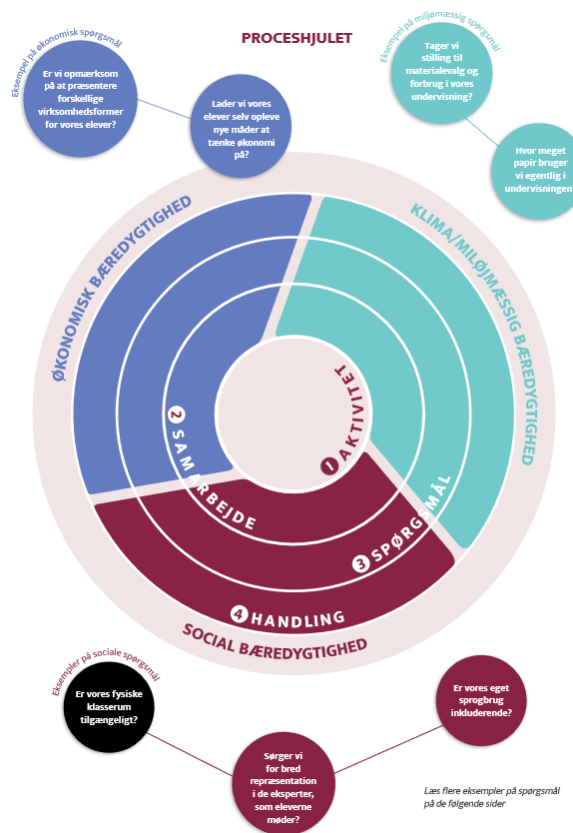 PROCESHJULET
Eksempel på økonomisk spørgsmål
Er vi opmærksom
på at præsentere
forskellige
virksomhedsformer
for vores elever?
Lader vi vores
elever selv opleve
nye måder at
tænke økonomi
på?
Eksempel på miljømæssig spørgsmål
Tager vi
stilling til
materialevalg og
forbrug i vores
undervisning?
Hvor meget
papir bruger
vi egentlig i
undervisningen?
ØKONOMISK BÆREDYGTIGHED
KLIMA/MILJØMÆSSIG BÆREDYGTIGHED
1 AKTIVITET
2 SAMARBEJDE
3 SPØRGSMÅL
4 HANDLING
SOCIAL BÆREDYGTIGHED
Eksempler på sociale spørgsmål
Er vores fysiske
klasserum
tilgængeligt?
Sørger vi
for bred
repræsentation
i de eksperter,
som eleverne
møder?
Er vores eget
sprogbrug
inkluderende?
Læs flere eksempler på spørgsmål
på de følgende sider